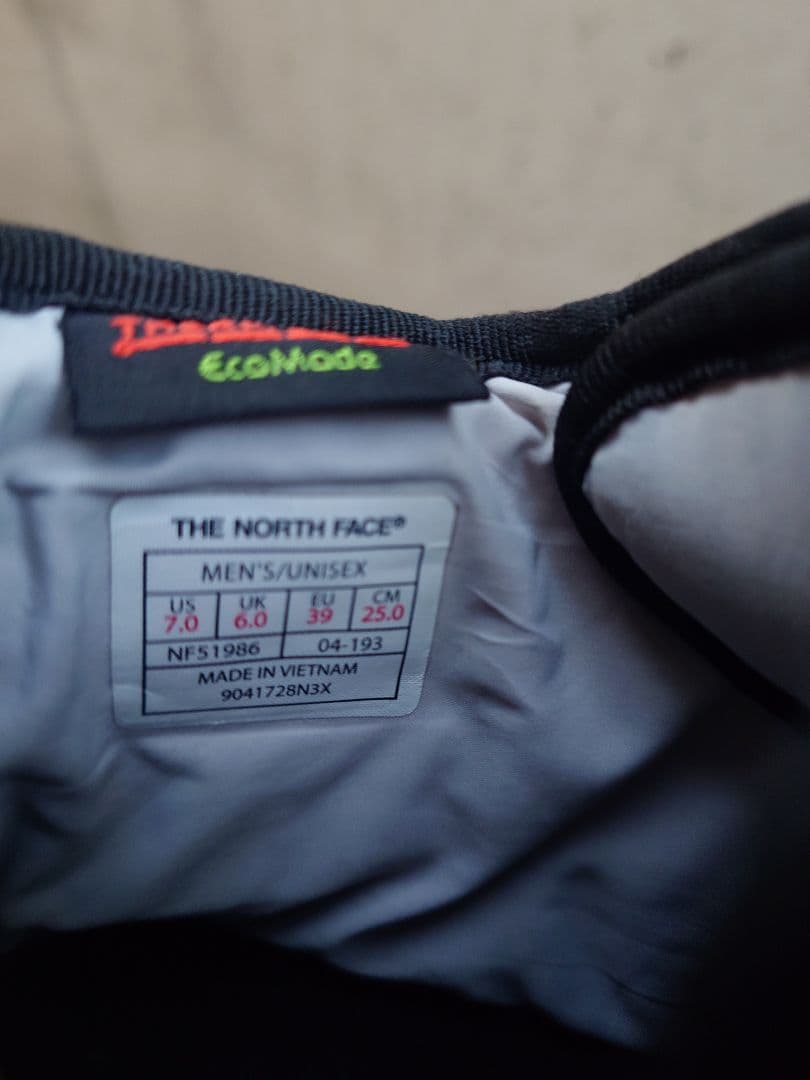 EcoMade
THE NORTH FACE®
MEN'S/UNISEX
US UK EU CM
7.0 6.0 39 25.0
NF51986 04-193
MADE IN VIETNAM
9041728N3X